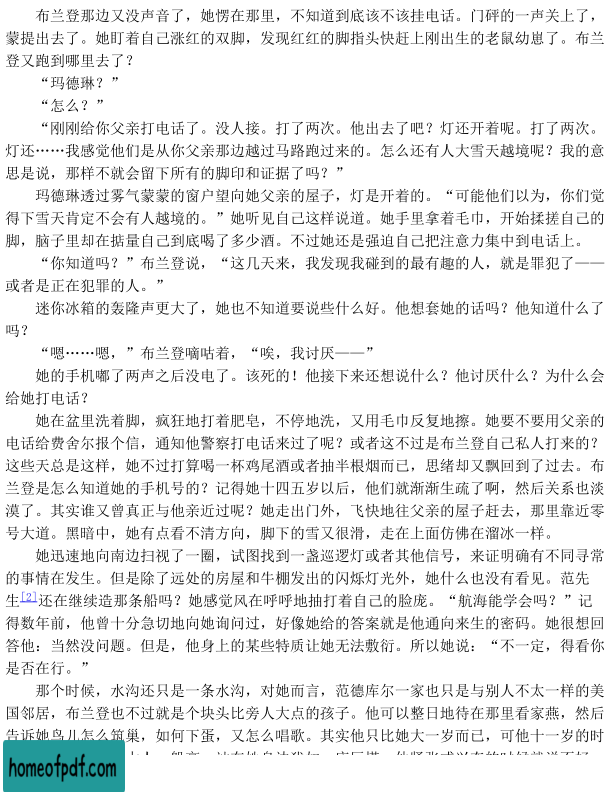 布兰登那边又没声音了，她愣在那里，不知道到底该不该挂电话。门砰的一声关上了，
蒙提出去了。她盯着自己涨红的双脚，发现红红的脚指头快赶上刚出生的老鼠幼崽了。布兰
登又跑到哪里去了？
“玛德琳？”
“怎么？”
“刚刚给你父亲打电话了。没人接。打了两次。他出去了吧？灯还开着呢。打了两次。
灯还……我感觉他们是从你父亲那边越过马路跑过来的。怎么还有人大雪天越境呢？我的意
思是说，那样不就会留下所有的脚印和证据了吗？”
玛德琳透过雾气蒙蒙的窗户望向她父亲的屋子，灯是开着的。“可能他们以为，你们觉
得下雪天肯定不会有人越境的。”她听见自己这样说道。她手里拿着毛巾，开始揉搓自己的
脚，脑子里却在掂量自己到底喝了多少酒。不过她还是强迫自己把注意力集中到电话上。
“你知道吗？”布兰登说，“这几天来，我发现我碰到的最有趣的人，就是罪犯了——
或者是正在犯罪的人。”
迷你冰箱的轰隆声更大了，她也不知道要说些什么好。他想套她的话吗？他知道什么了
吗？
“嗯……嗯，”布兰登嘀咕着，“唉，我讨厌——”
她的手机嘟了两声之后没电了。该死的！他接下来还想说什么？他讨厌什么？为什么会
给她打电话？
她在盆里洗着脚，疯狂地打着肥皂，不停地洗，又用毛巾反复地擦。她要不要用父亲的
电话给费舍尔报个信，通知他警察打电话来过了呢？或者这不过是布兰登自己私人打来的？
这些天总是这样，她不过打算喝一杯鸡尾酒或者抽半根烟而已，思绪却又飘回到了过去。布兰
登是怎么知道她的手机号的？记得她十四五岁以后，他们就渐渐生疏了啊，然后关系也淡
漠了。其实谁又曾真正与他亲近过呢？她走出门外，飞快地往父亲的屋子赶去，那里靠近零
号大道。黑暗中，她有点看不清方向，脚下的雪又很滑，走在上面仿佛在溜冰一样。
她迅速地向南边扫视了一圈，试图找到一盏巡逻灯或者其他信号，来证明确有不同寻常
的事情在发生。但是除了远处的房屋和牛棚发出的闪烁灯光外，她什么也没有看见。范先
生[2]还在继续造那条船吗？她感觉风在呼呼地抽打着自己的脸庞。“航海能学会吗？”记
得数年前，他曾十分急切地向她询问过，好像她给的答案就是他通向来生的密码。她很想回
答他：当然没问题。但是，他身上的某些特质让她无法敷衍。所以她说：“不一定，得看你
是否在行。”
那个时候，水沟还只是一条水沟，对她而言，范德库尔一家也只是与别人不太一样的美
国邻居，布兰登也不过就是个块头比旁人大点的孩子。他可以整日地待在那里看家燕，然后
告诉她鸟儿怎么筑巢，如何下蛋，又怎么唱歌。其实他只比她大一岁而已，可他十一岁的时
homeofpdf.com